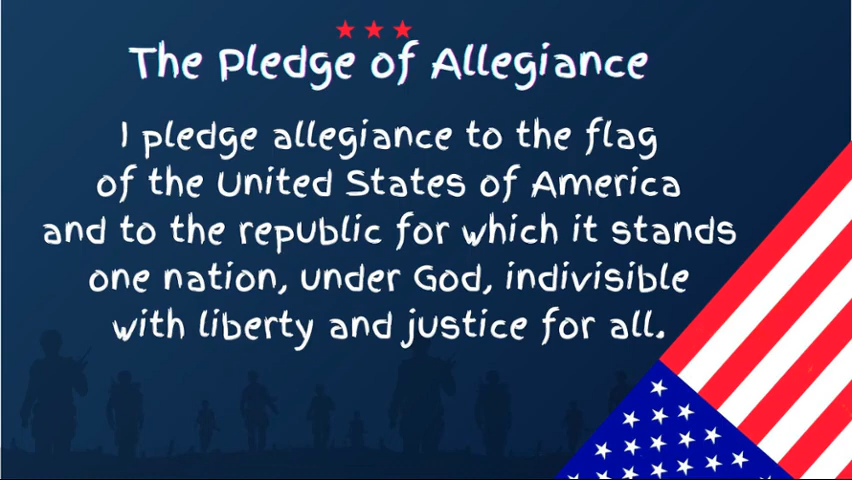 The Pledge of Allegiance
I pledge allegiance to the flag
of the United States of America
and to the republic for which it stands
one nation, under God, indivisible
with liberty and justice for all.